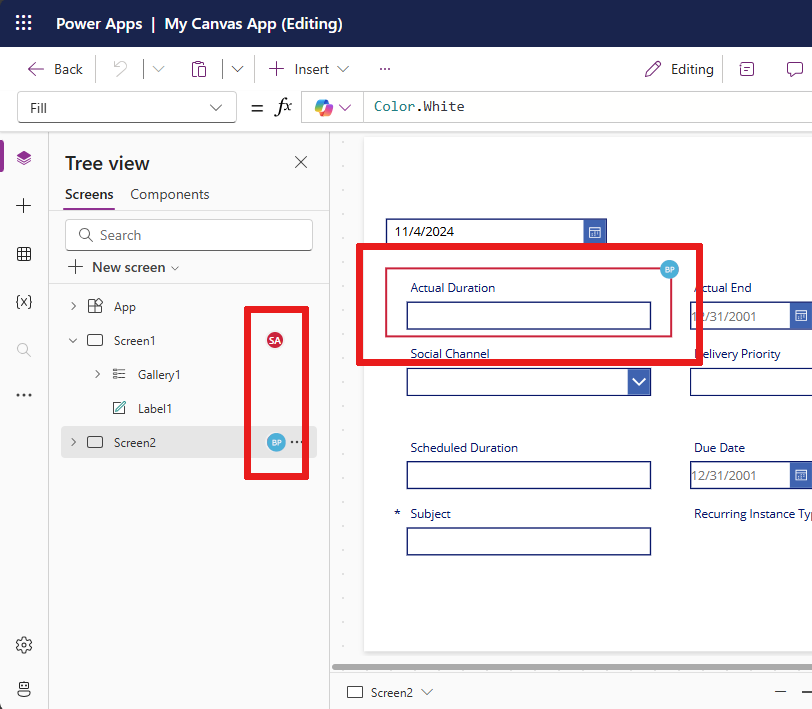 Power Apps | My Canvas App (Editing)
Back
Insert
Editing
Fill
= fx
Color.White
Tree view
Screens
Components
Search
New screen
App
Screen1
SA
Gallery1
Label1
Screen2
BP
11/4/2024
BP
Actual Duration
Actual End
12/31/2001
Social Channel
Delivery Priority
Scheduled Duration
Due Date
12/31/2001
* Subject
Recurring Instance Ty
Screen2